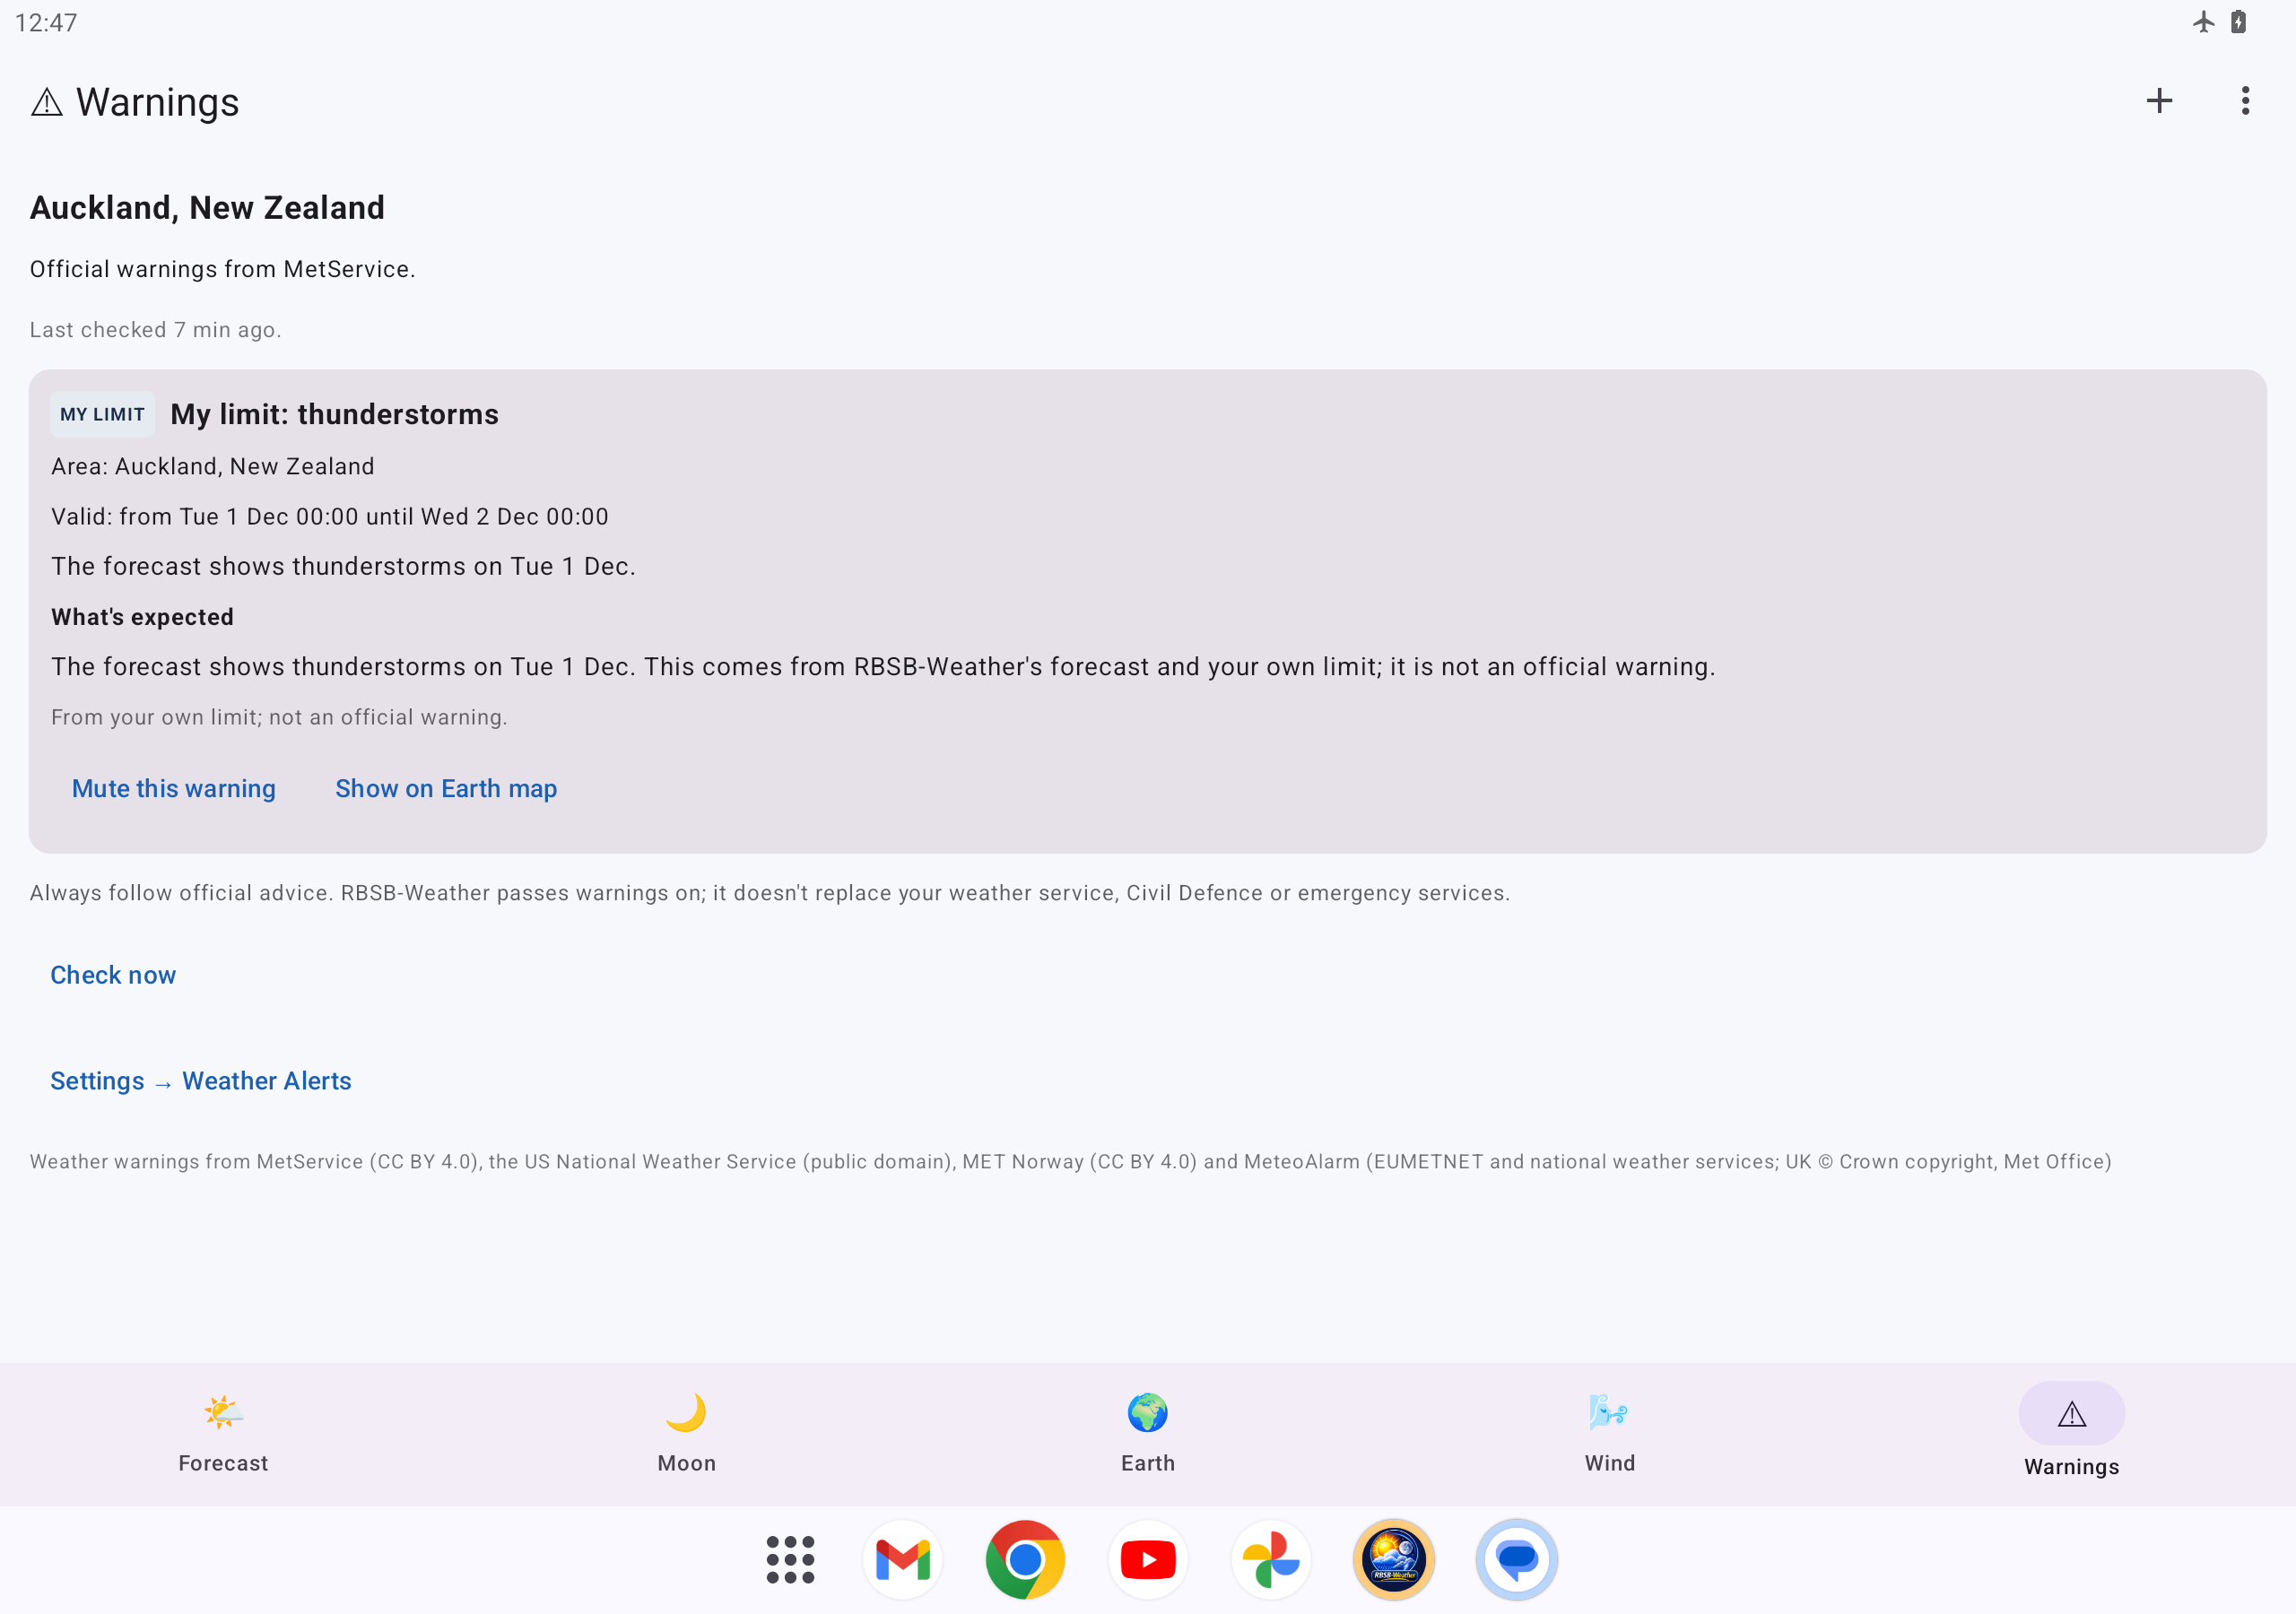 12:47
⚠ Warnings
Auckland, New Zealand
Official warnings from MetService.
Last checked 7 min ago.
MY LIMIT My limit: thunderstorms
Area: Auckland, New Zealand
Valid: from Tue 1 Dec 00:00 until Wed 2 Dec 00:00
The forecast shows thunderstorms on Tue 1 Dec.
What's expected
The forecast shows thunderstorms on Tue 1 Dec. This comes from RBSB-Weather's forecast and your own limit; it is not an official warning.
From your own limit; not an official warning.
Mute this warning Show on Earth map
Always follow official advice. RBSB-Weather passes warnings on; it doesn't replace your weather service, Civil Defence or emergency services.
Check now
Settings → Weather Alerts
Weather warnings from MetService (CC BY 4.0), the US National Weather Service (public domain), MET Norway (CC BY 4.0) and MeteoAlarm (EUMETNET and national weather services; UK © Crown copyright, Met Office)
Forecast Moon Earth Wind Warnings
RBSB-Weather